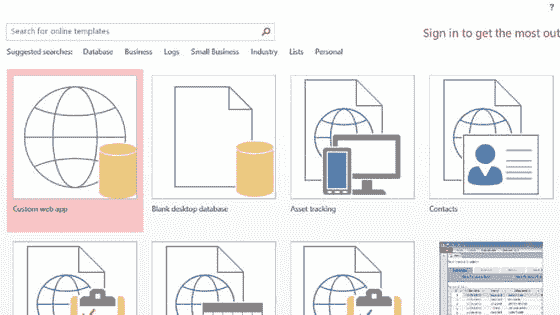 ?
Search for online templates
Sign in to get the most out
Suggested searches: Database Business Logs Small Business Industry Lists Personal
Custom web app Blank desktop database Asset tracking Contacts